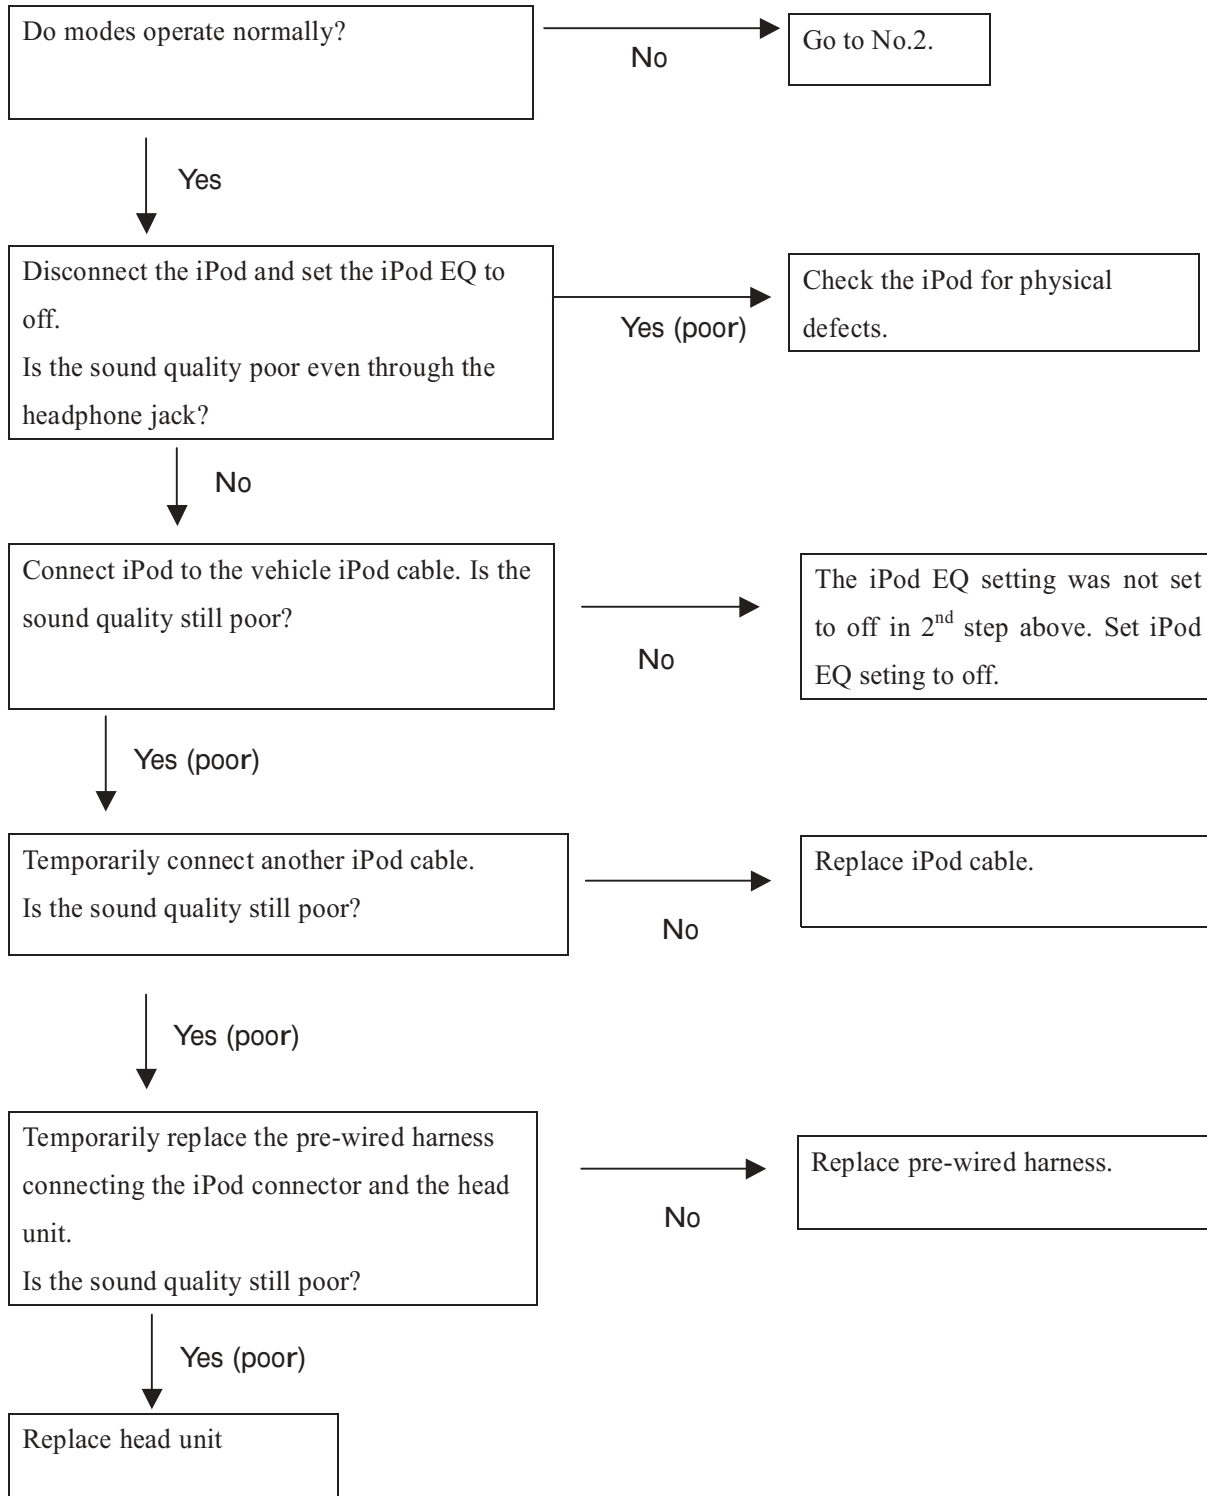 Do modes operate normally?
No
Go to No.2.
Yes
Disconnect the iPod and set the iPod EQ to
off.
Is the sound quality poor even through the
headphone jack?
Yes (poor)
Check the iPod for physical
defects.
No
Connect iPod to the vehicle iPod cable. Is the
sound quality still poor?
No
The iPod EQ setting was not set
to off in 2nd step above. Set iPod
EQ seting to off.
Yes (poor)
Temporarily connect another iPod cable.
Is the sound quality still poor?
No
Replace iPod cable.
Yes (poor)
Temporarily replace the pre-wired harness
connecting the iPod connector and the head
unit.
Is the sound quality still poor?
No
Replace pre-wired harness.
Yes (poor)
Replace head unit